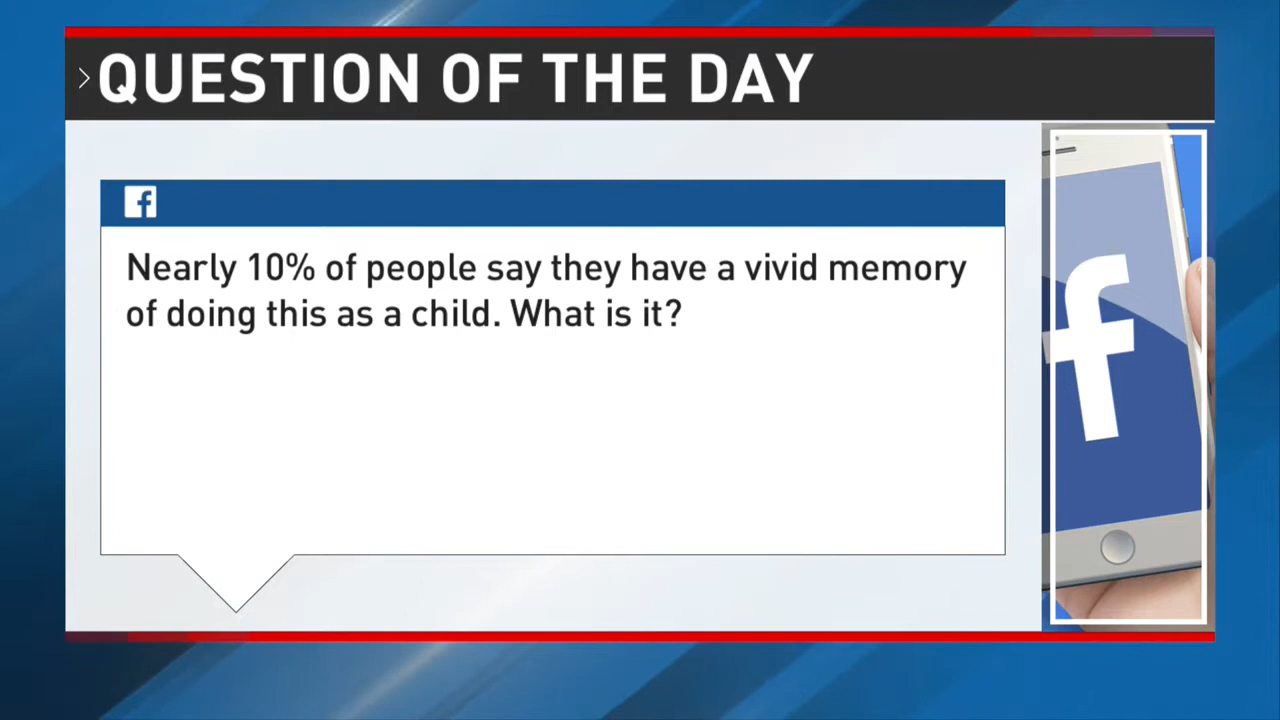 QUESTION OF THE DAY
Nearly 10% of people say they have a vivid memory
of doing this as a child. What is it?